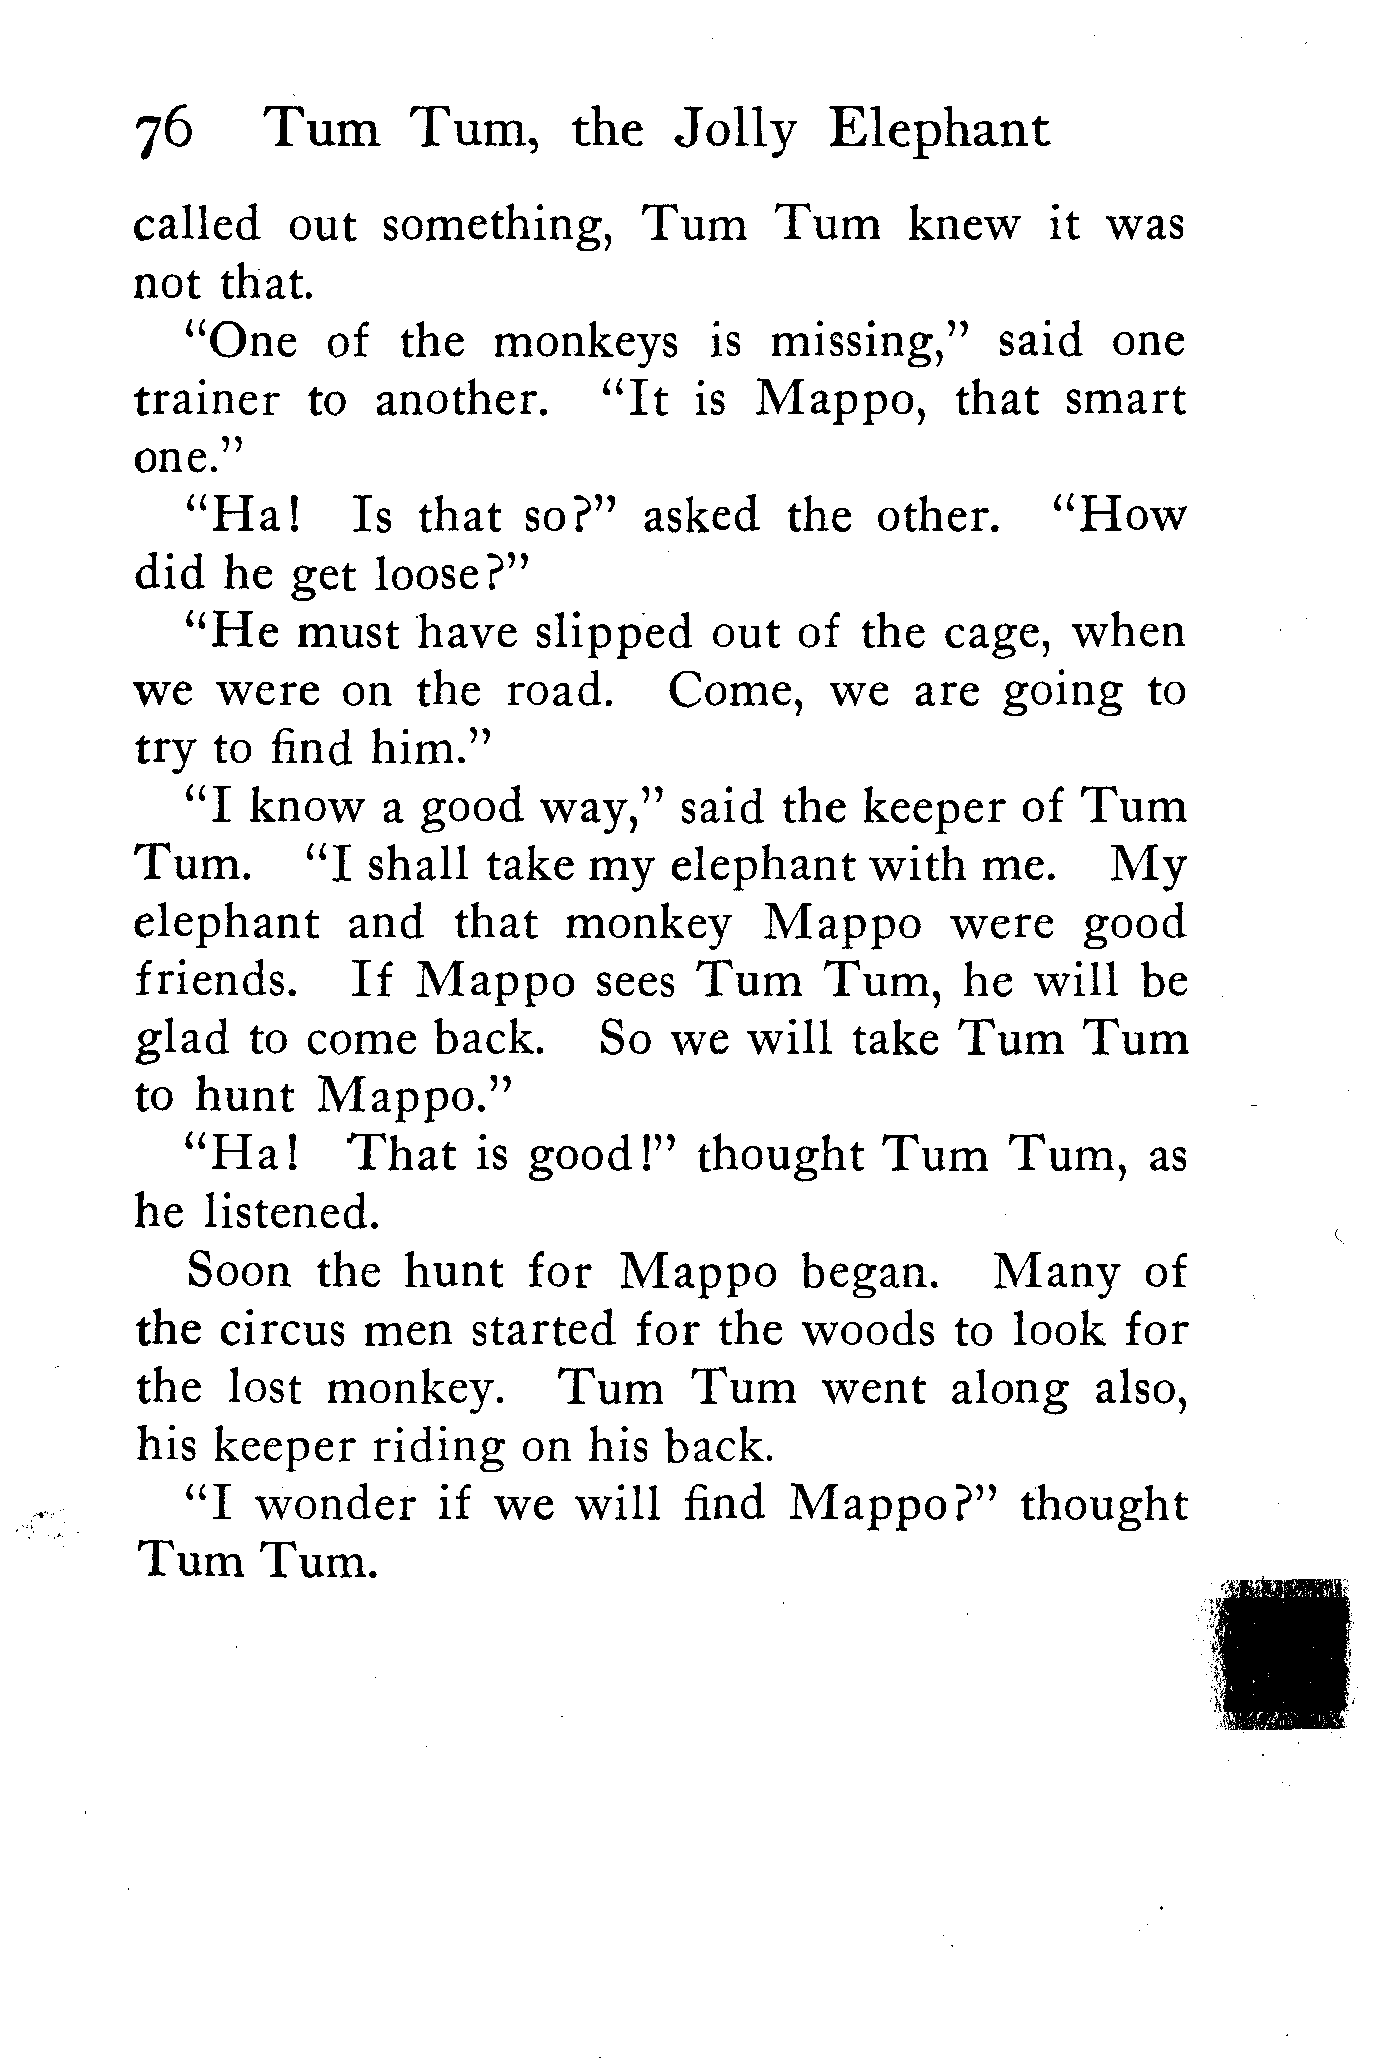 76 Tum Tum, the Jolly Elephant
called out something, Tum Tum knew it was
not that.
“One of the monkeys is missing,” said one
trainer to another. “It is Mappo, that smart
one.”
“Ha! Is that so?” asked the other. “How
did he get loose?”
“He must have slipped out of the cage, when
we were on the road. Come, we are going to
try to find him.”
“I know a good way,” said the keeper of Tum
Tum. “I shall take my elephant with me. My
elephant and that monkey Mappo were good
friends. If Mappo sees Tum Tum, he will be
glad to come back. So we will take Tum Tum
to hunt Mappo.”
“Ha! That is good!” thought Tum Tum, as
he listened.
Soon the hunt for Mappo began. Many of
the circus men started for the woods to look for
the lost monkey. Tum Tum went along also,
his keeper riding on his back.
“I wonder if we will find Mappo?” thought
Tum Tum.